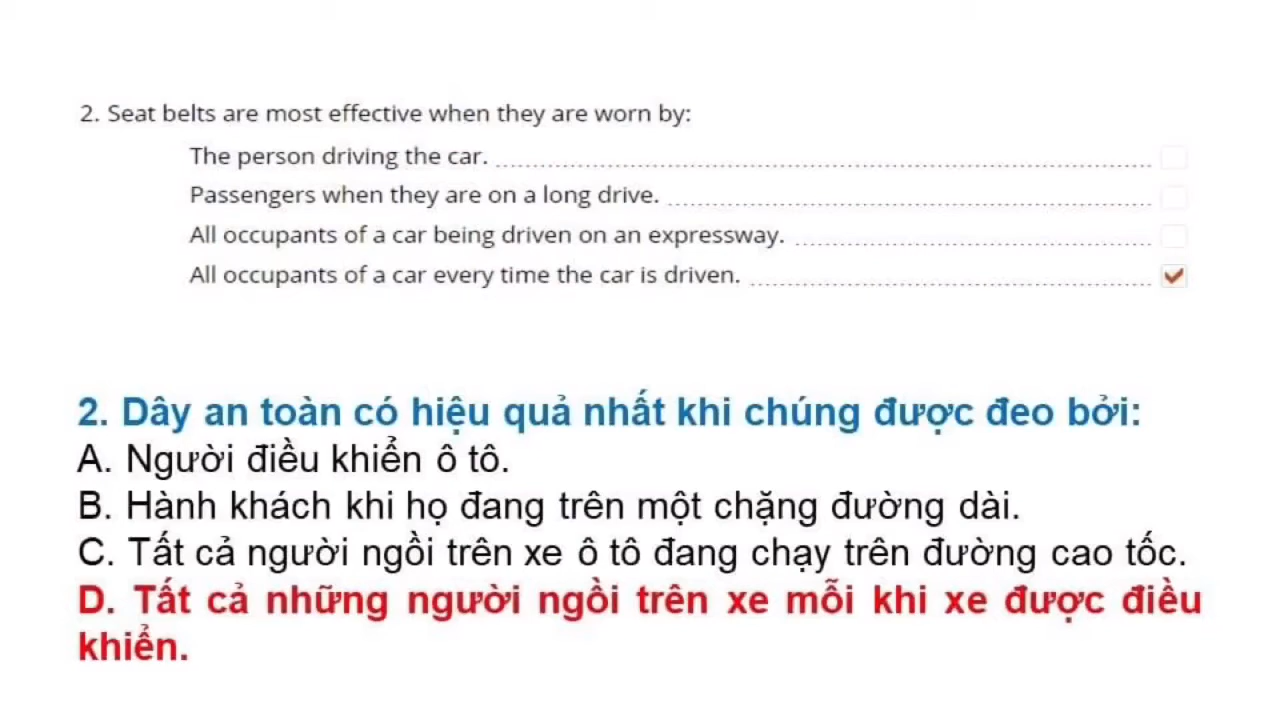 2. Seat belts are most effective when they are worn by:
The person driving the car.
Passengers when they are on a long drive.
All occupants of a car being driven on an expressway.
All occupants of a car every time the car is driven.
2. Dây an toàn có hiệu quả nhất khi chúng được đeo bởi:
A. Người điều khiển ô tô.
B. Hành khách khi họ đang trên một chặng đường dài.
C. Tất cả người ngồi trên xe ô tô đang chạy trên đường cao tốc.
D. Tất cả những người ngồi trên xe mỗi khi xe được điều
khiển.